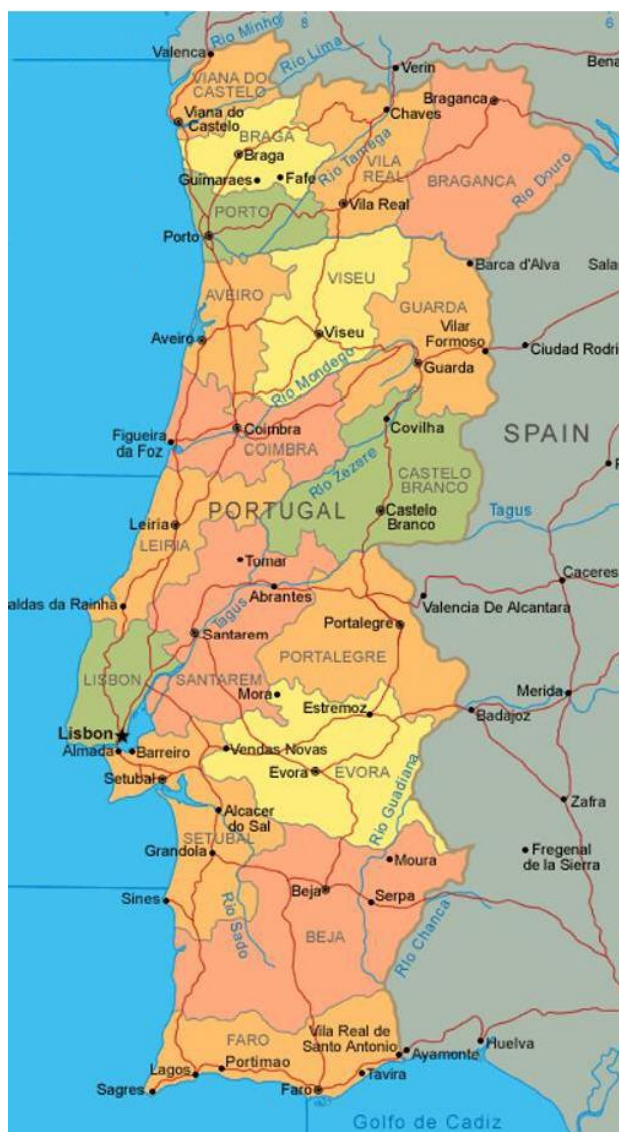 Rio Minho
8
6
Valenca
Rio Lima
Verin
VIANA DO
CASTELO
Braganca
Viana do
Castelo
Chaves
BRAGA
Braga
Rio Tamega
VILA
REAL
Guimaraes
Fafe
BRAGANCA
Rio Douro
PORTO
Vila Real
Porto
Barca d'Alva
AVEIRO
VISEU
GUARDA
Vilar
Formoso
Aveiro
Viseu
Ciudad Rodri
Rio Mondego
Guarda
Figueira
da Foz
Coimbra
COIMBRA
Covilha
SPAIN
Rio Zezere
CASTELO
BRANCO
PORTUGAL
Castelo
Branco
Tagus
Leiria
LEIRIA
Tomar
Abrantes
Caceres
aldas da Rainha
Tagus
Valencia De Alcantara
Santarem
Portalegre
PORTALEGRE
LISBON
SANTAREM
Mora
Merida
Estremoz
Badajoz
Lisbon
Almada
Barreiro
Vendas Novas
Evora
EVORA
Setubal
Rio Guadiana
Zafra
Alcacer
do Sal
SETUBAL
Grandola
Moura
Fregenal
de la Sierra
Beja
Serpa
Sines
Rio Sado
BEJA
Rio Chanca
FARO
Vila Real de
Santo Antonio
Huelva
Ayamonte
Lagos
Portimao
Tavira
Sagres
Faro
Golfo de Cadiz